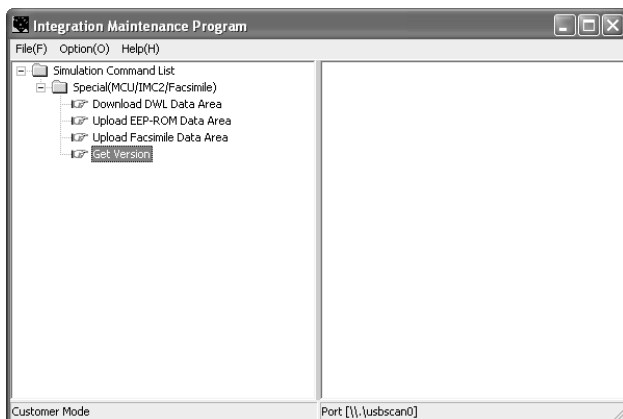 Integration Maintenance Program
File(F) Option(O) Help(H)
Simulation Command List
Special(MCU/IMC2/Facsimile)
Download DWL Data Area
Upload EEP-ROM Data Area
Upload Facsimile Data Area
Get Version
Customer Mode
Port [\\.\usbscan0]